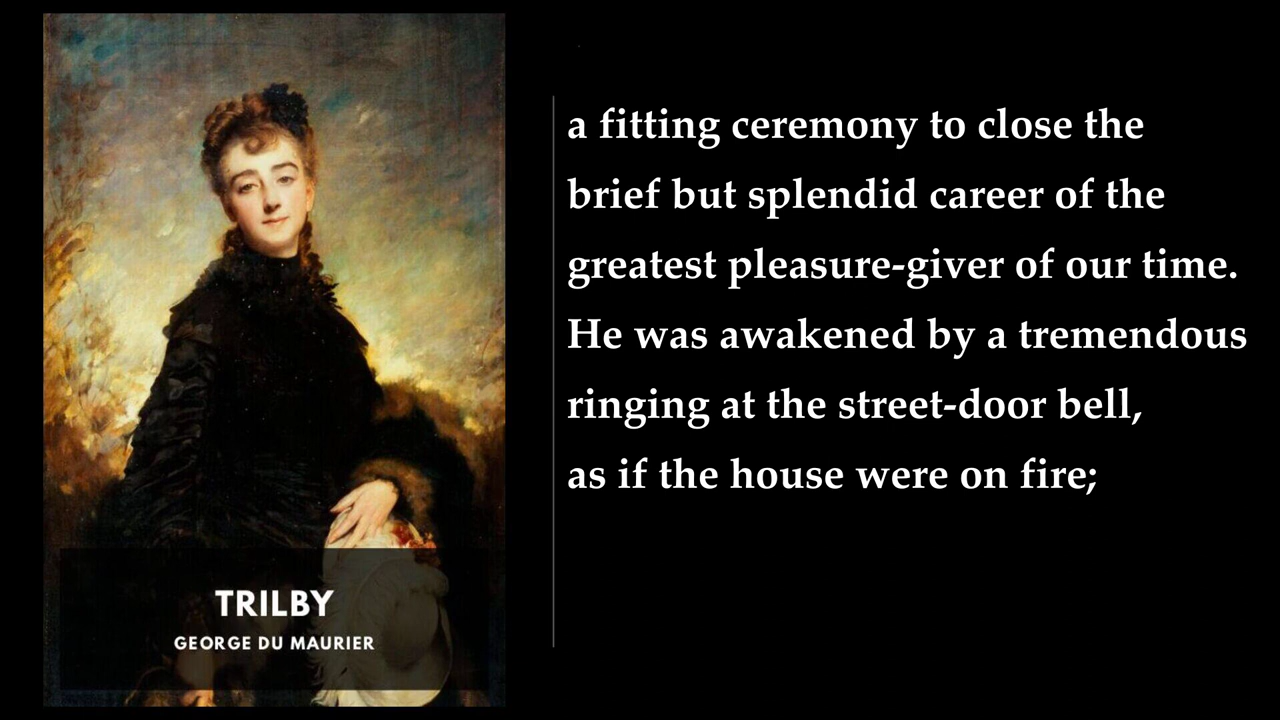 TRILBY
GEORGE DU MAURIER
a fitting ceremony to close the
brief but splendid career of the
greatest pleasure-giver of our time.
He was awakened by a tremendous
ringing at the street-door bell,
as if the house were on fire;